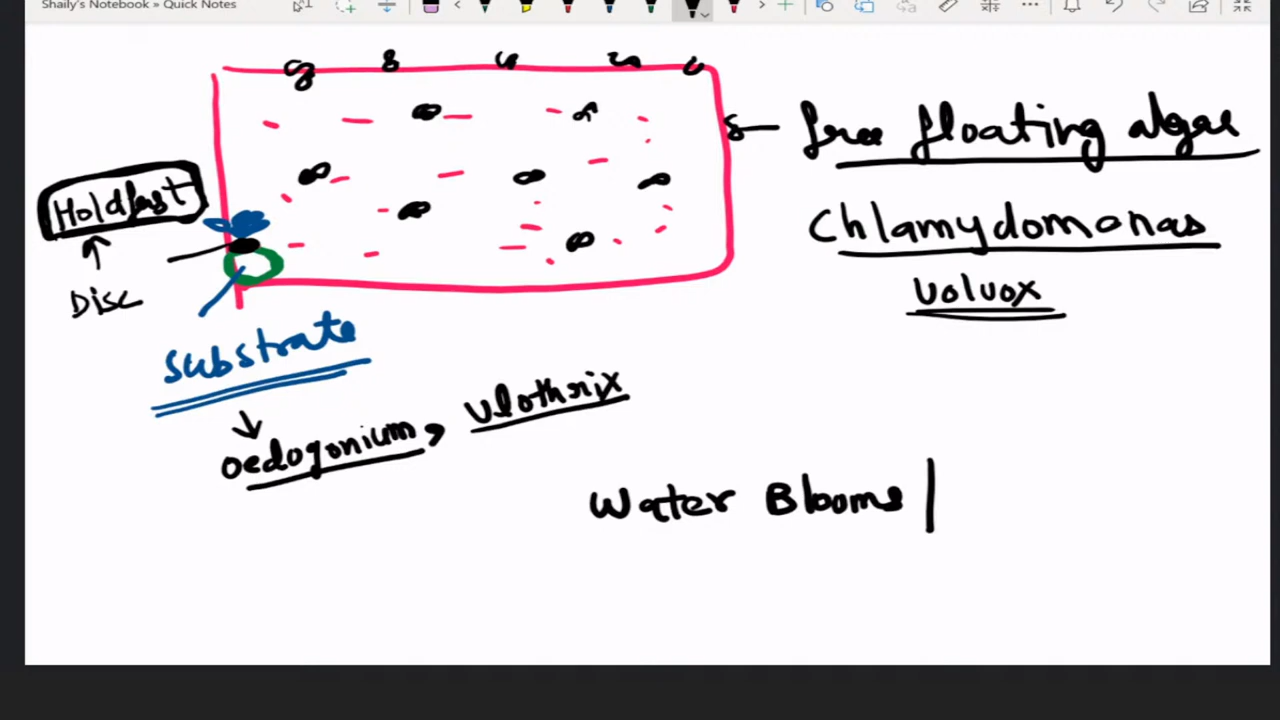 Shaily's Notebook » Quick Notes
free floating algae
Chlamydomonas
volvox
Holdfast
Disc
substrate
oedogonium, ulothrix
Water Blooms |